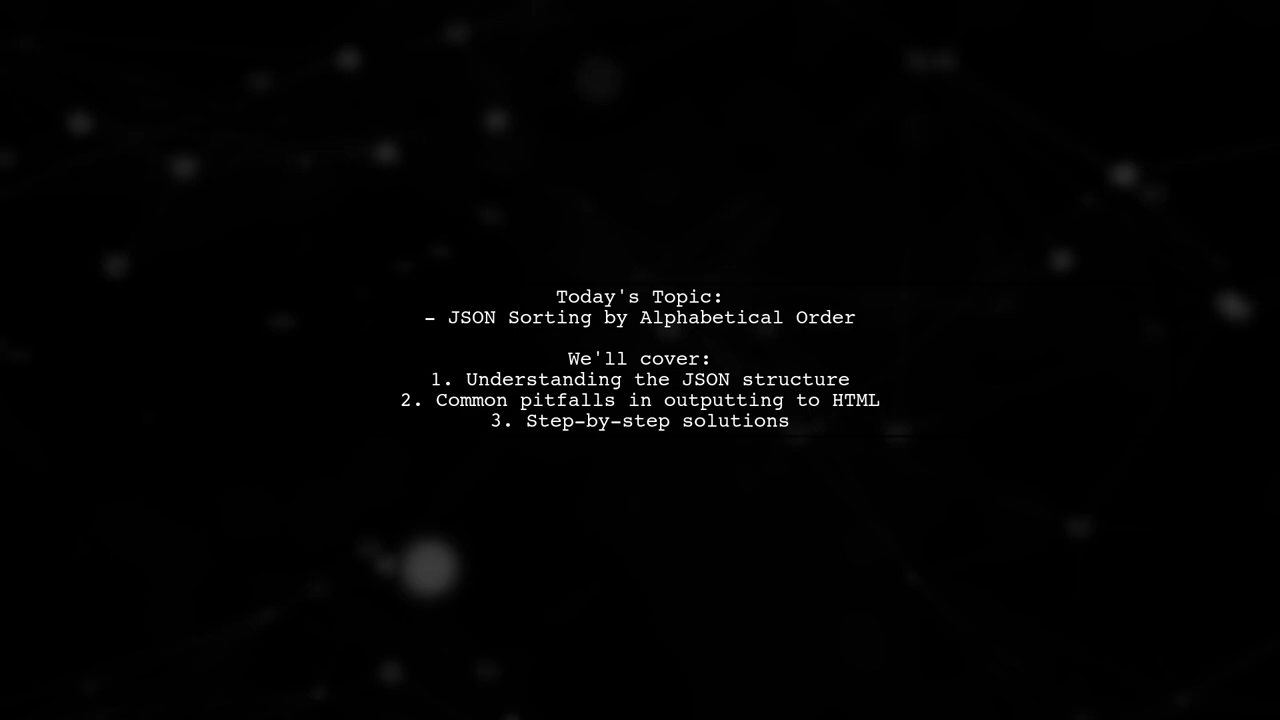 Today's Topic:
- JSON Sorting by Alphabetical Order
We'll cover:
1. Understanding the JSON structure
2. Common pitfalls in outputting to HTML
3. Step-by-step solutions